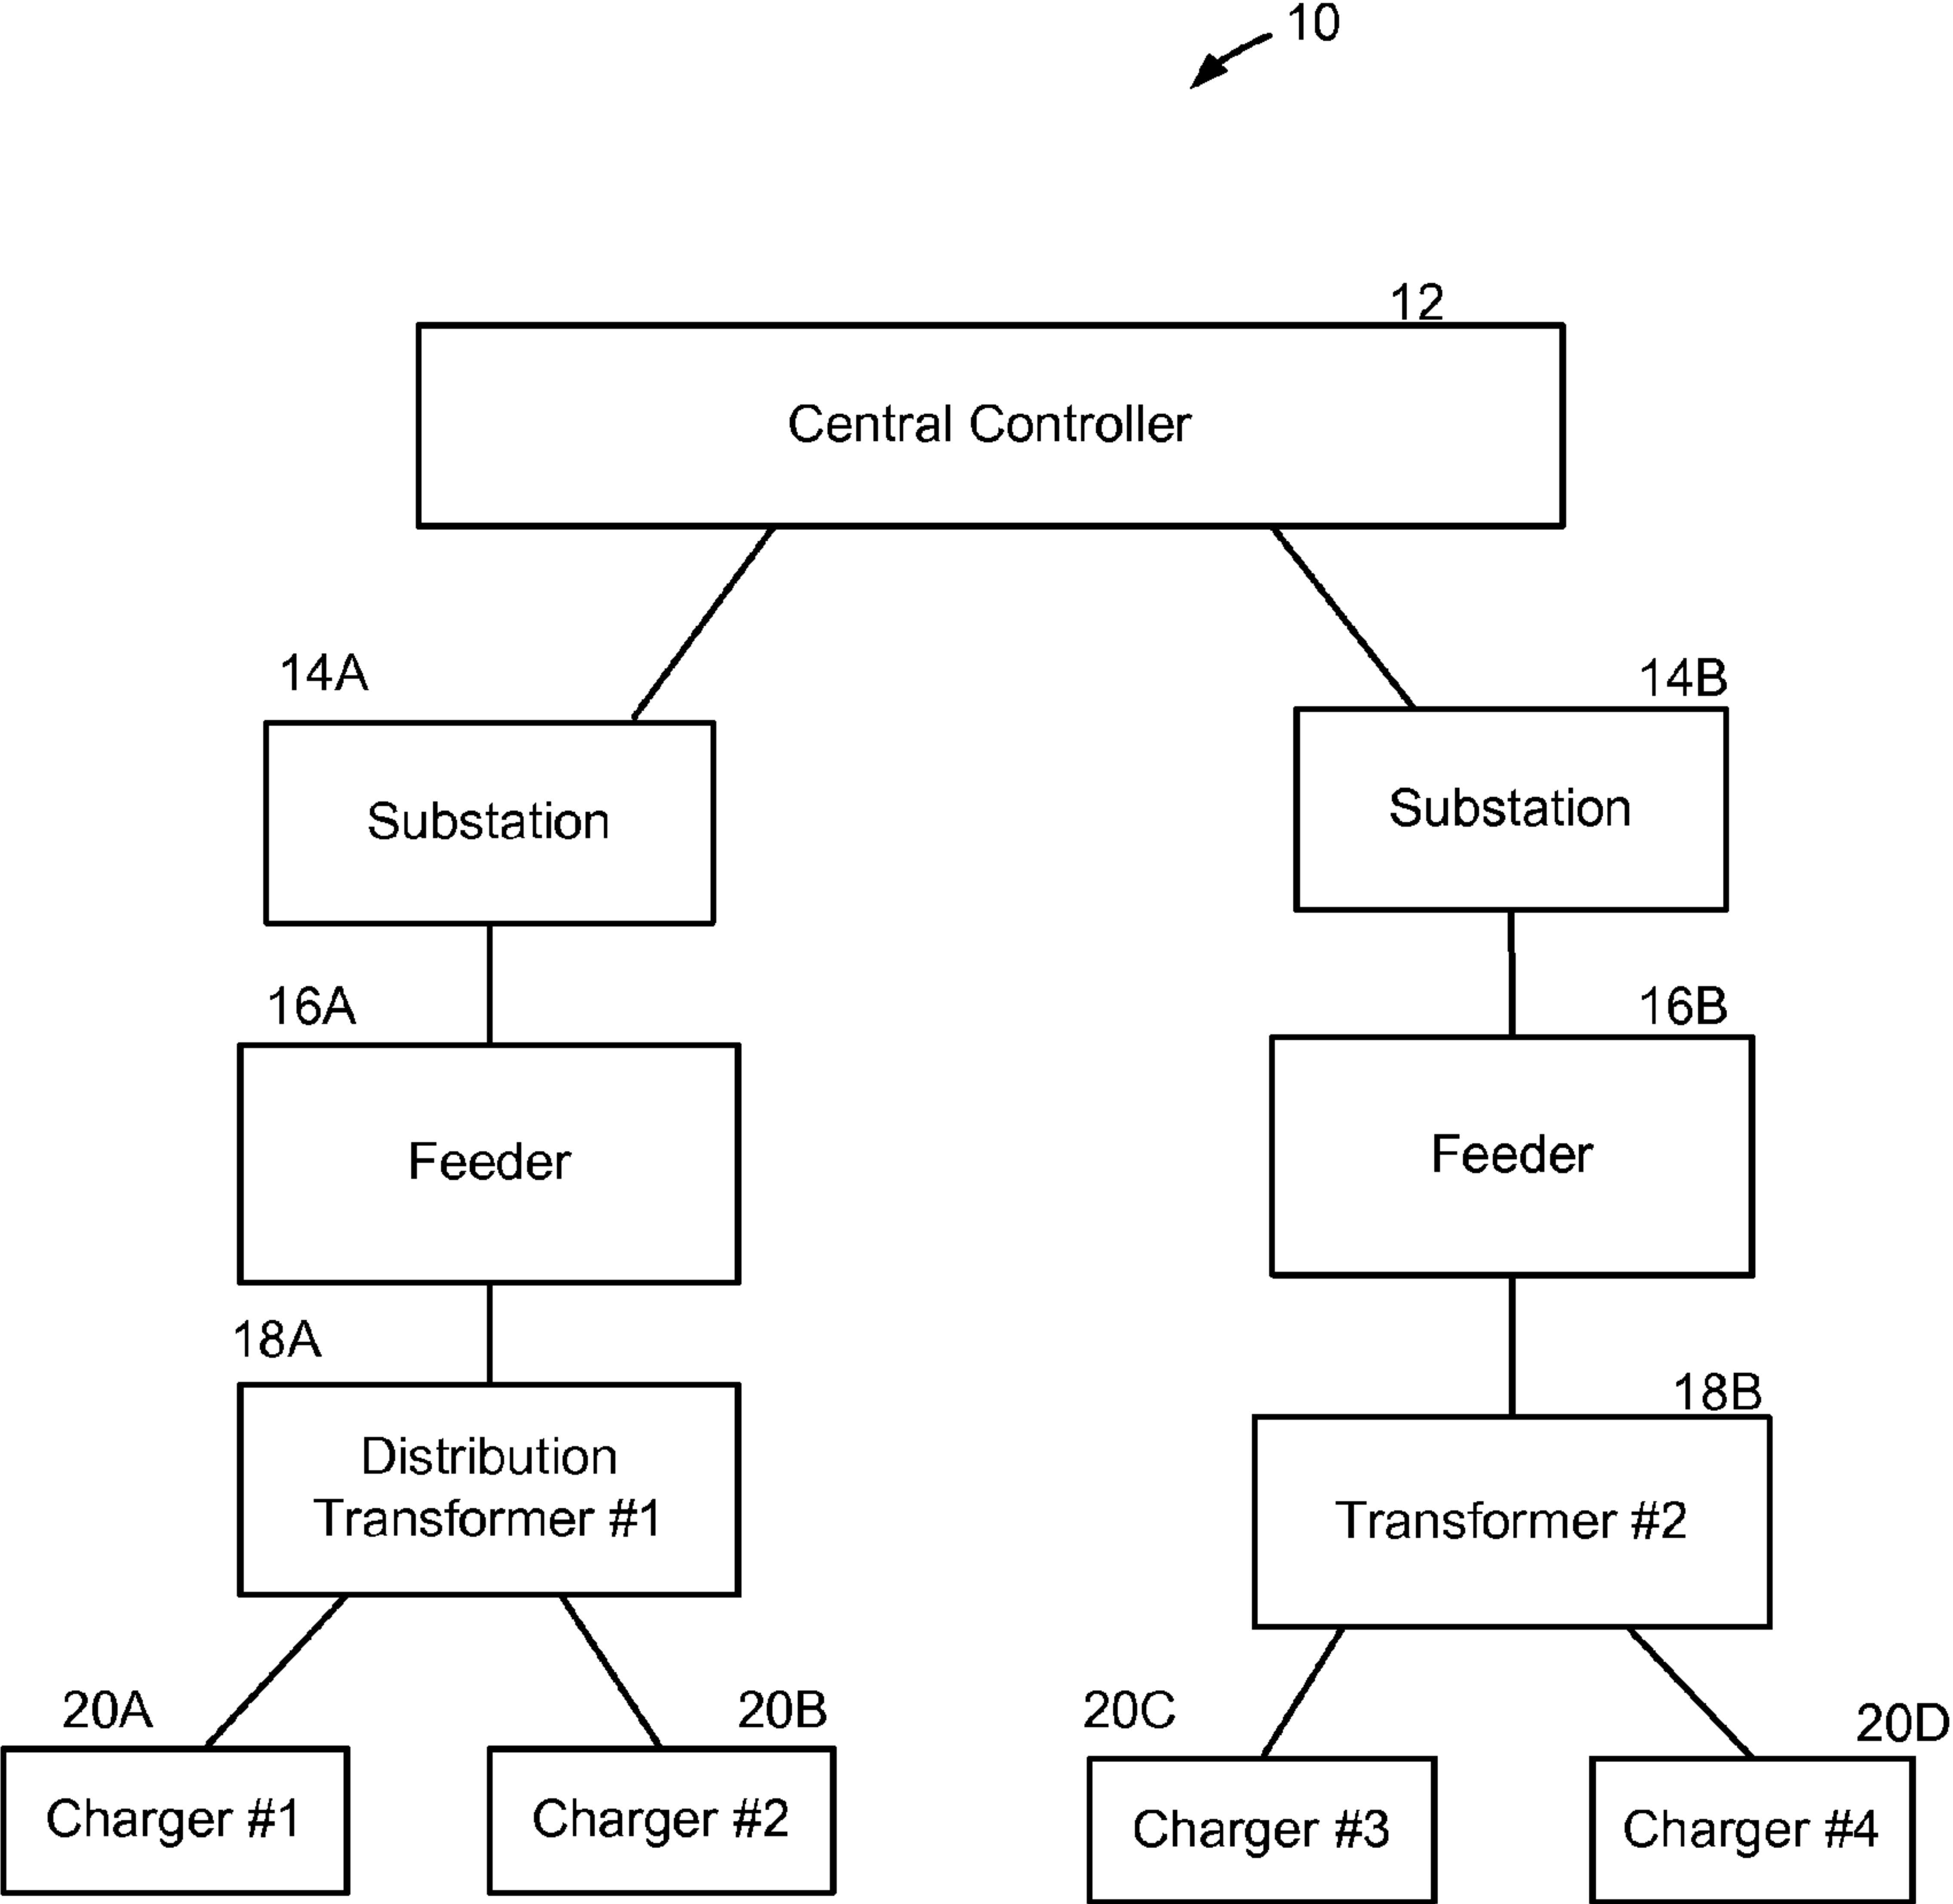 10
12
Central Controller
14A
14B
Substation
Substation
16A
16B
Feeder
Feeder
18A
18B
Distribution
Transformer #1
Transformer #2
20A
20B
20C
20D
Charger #1
Charger #2
Charger #3
Charger #4